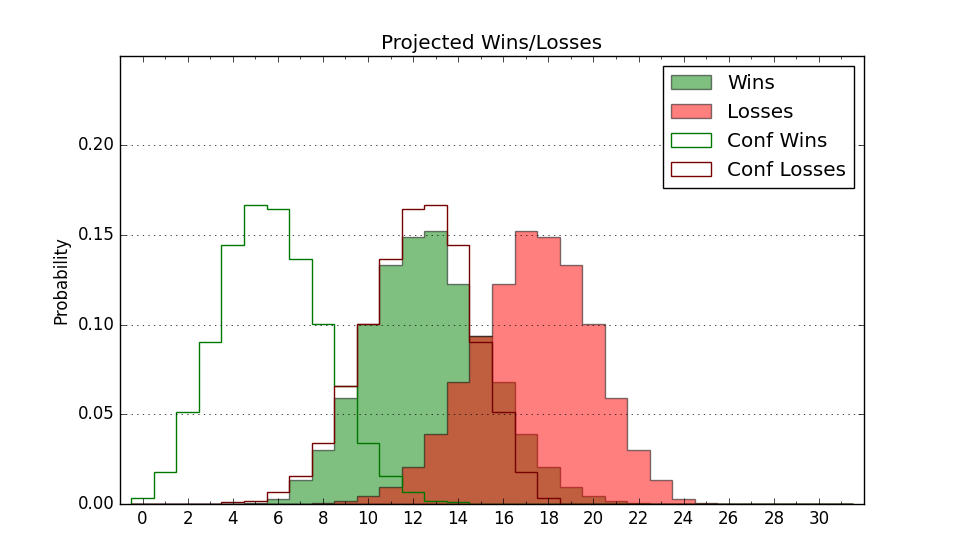 Projected Wins/Losses
Wins
Losses
Conf Wins
Conf Losses
Probability
0.20
0.15
0.10
0.05
0.00
0 2 4 6 8 10 12 14 16 18 20 22 24 26 28 30